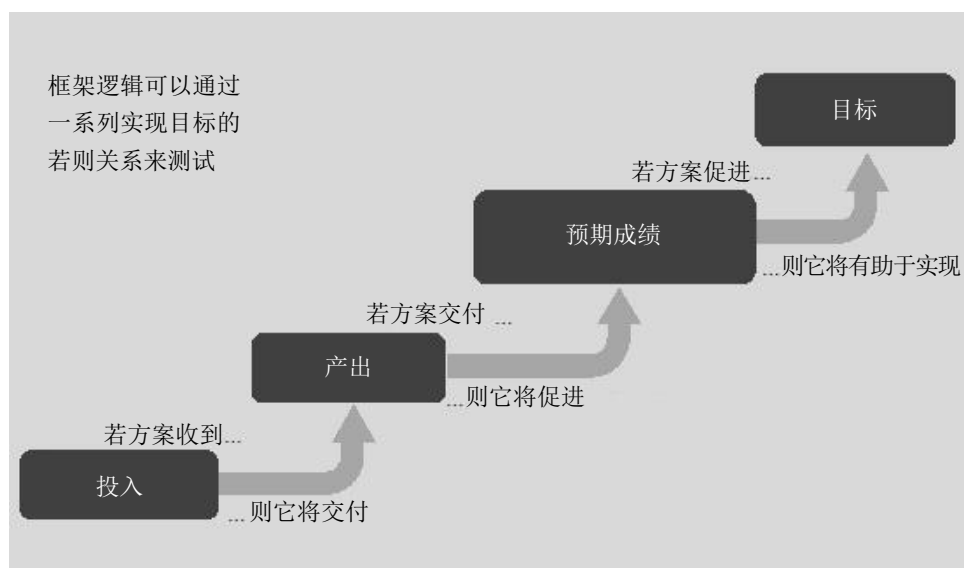 框架逻辑可以通过
一系列实现目标的
若则关系来测试
目标
若方案促进...
预期成绩
...则它将有助于实现
若方案交付 ...
产出
...则它将促进
若方案收到...
投入
... 则它将交付